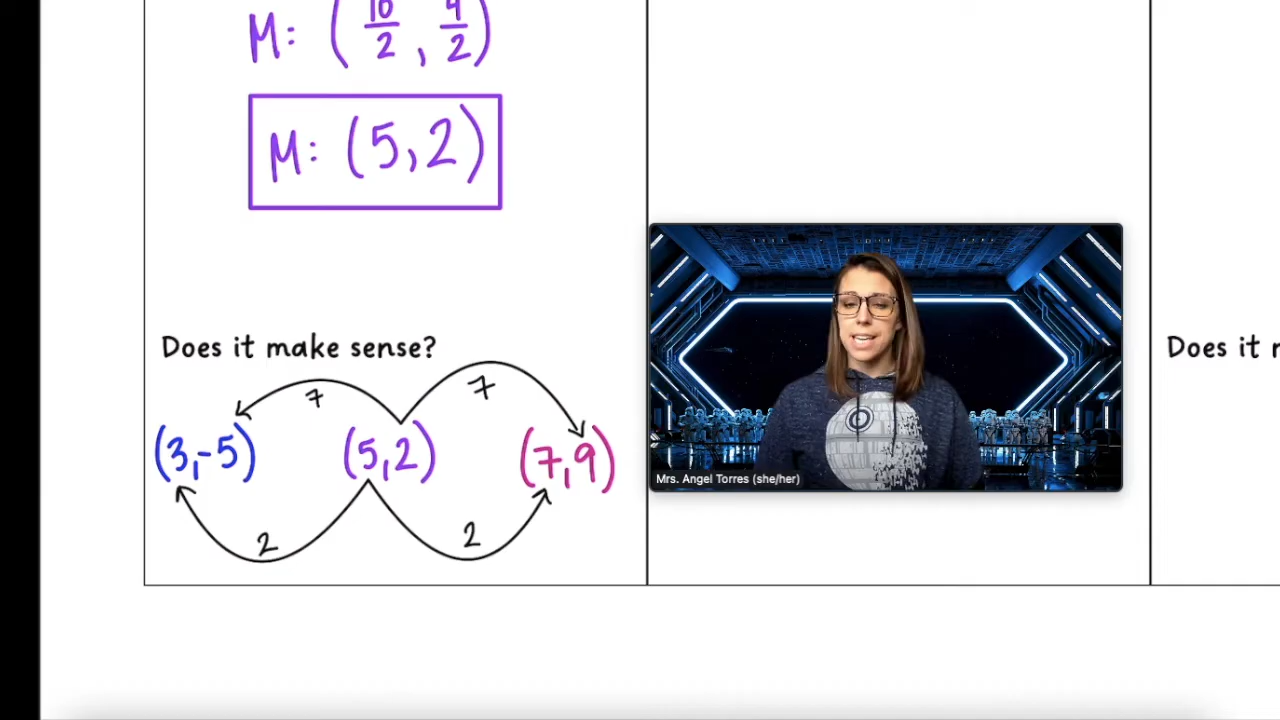 M: (10/2, 4/2)
M: (5,2)
Does it make sense?
7 7
(3,-5) (5,2) (7,9)
2 2
Mrs. Angel Torres (she/her)
Does it